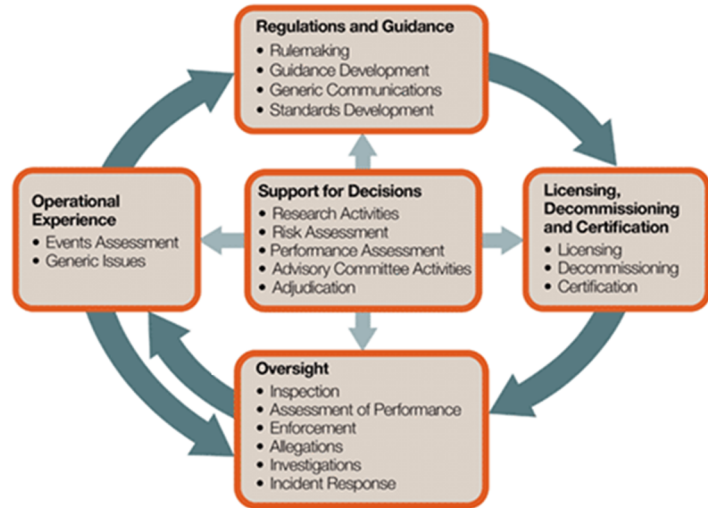 Regulations and Guidance
• Rulemaking
• Guidance Development
• Generic Communications
• Standards Development
Operational
Experience
• Events Assessment
• Generic Issues
Support for Decisions
• Research Activities
• Risk Assessment
• Performance Assessment
• Advisory Committee Activities
• Adjudication
Licensing,
Decommissioning
and Certification
• Licensing
• Decommissioning
• Certification
Oversight
• Inspection
• Assessment of Performance
• Enforcement
• Allegations
• Investigations
• Incident Response